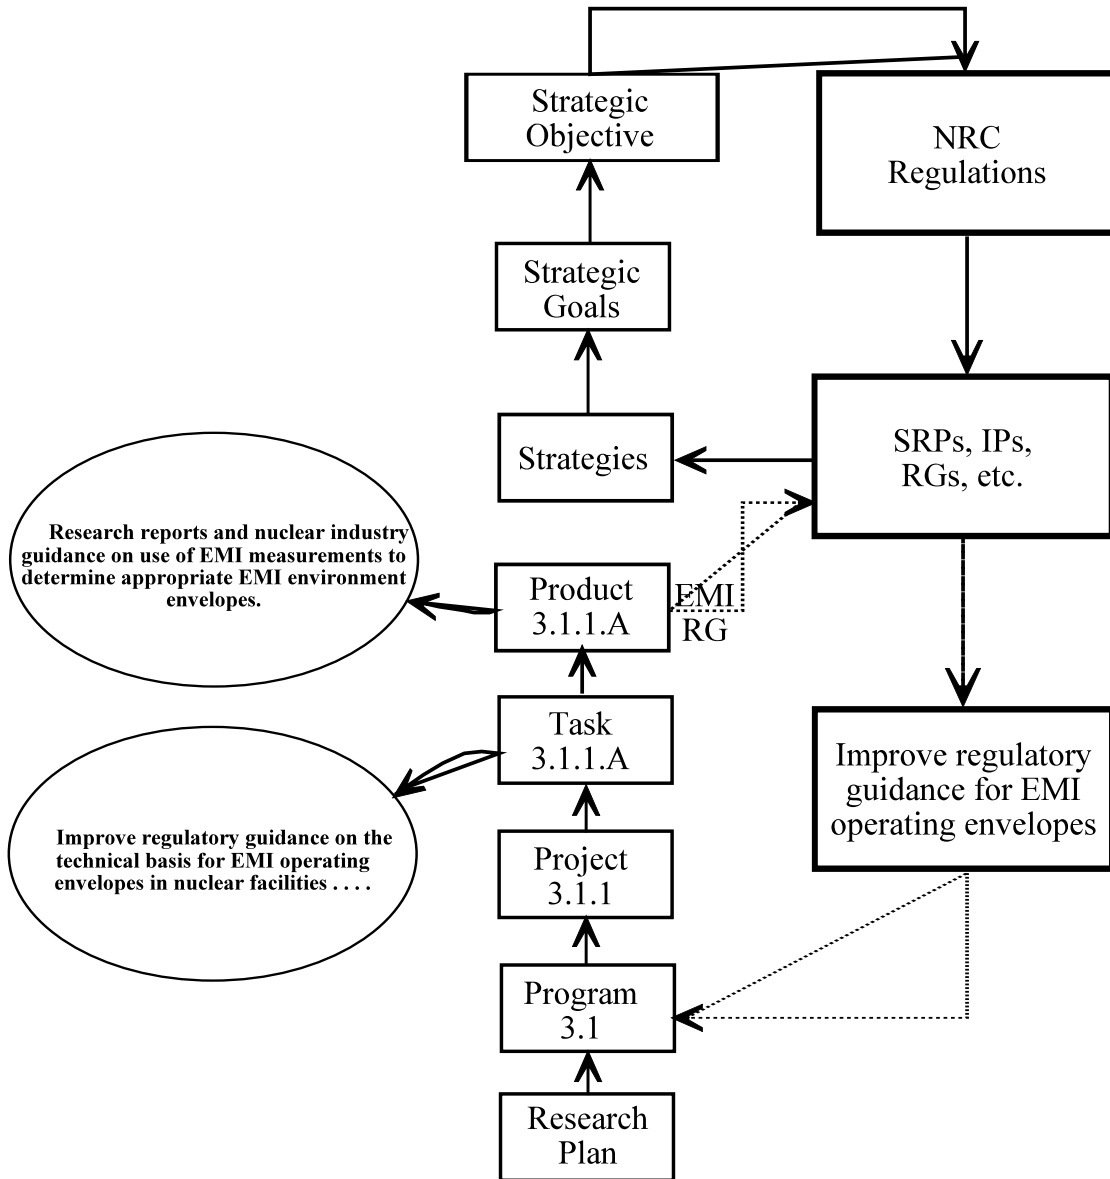 Strategic
Objective
NRC
Regulations
Strategic
Goals
Strategies
SRPs, IPs,
RGs, etc.
Research reports and nuclear industry
guidance on use of EMI measurements to
determine appropriate EMI environment
envelopes.
Product
3.1.1.A
EMI
RG
Task
3.1.1.A
Improve regulatory
guidance for EMI
operating envelopes
Improve regulatory guidance on the
technical basis for EMI operating
envelopes in nuclear facilities . . . .
Project
3.1.1
Program
3.1
Research
Plan